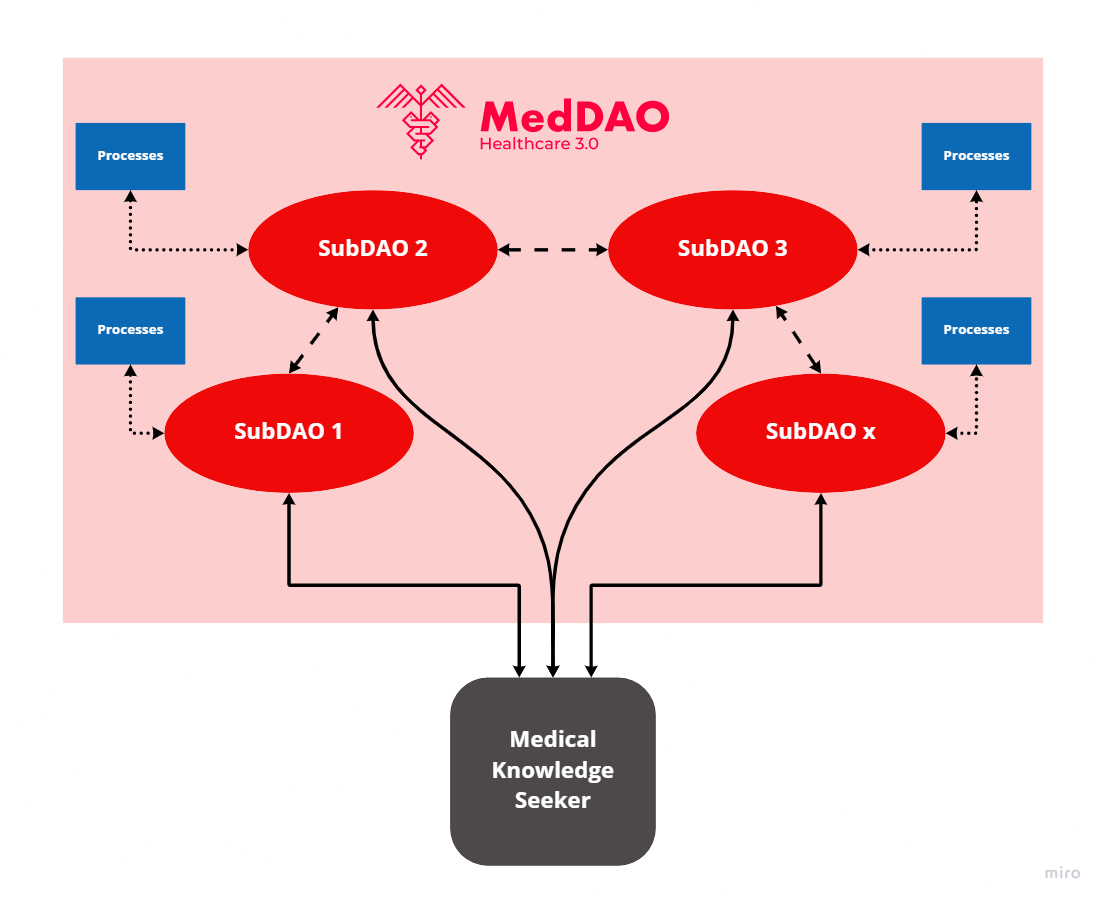 MedDAO
Healthcare 3.0
Processes
Processes
SubDAO 2
SubDAO 3
Processes
Processes
SubDAO 1
SubDAO x
Medical
Knowledge
Seeker
miro